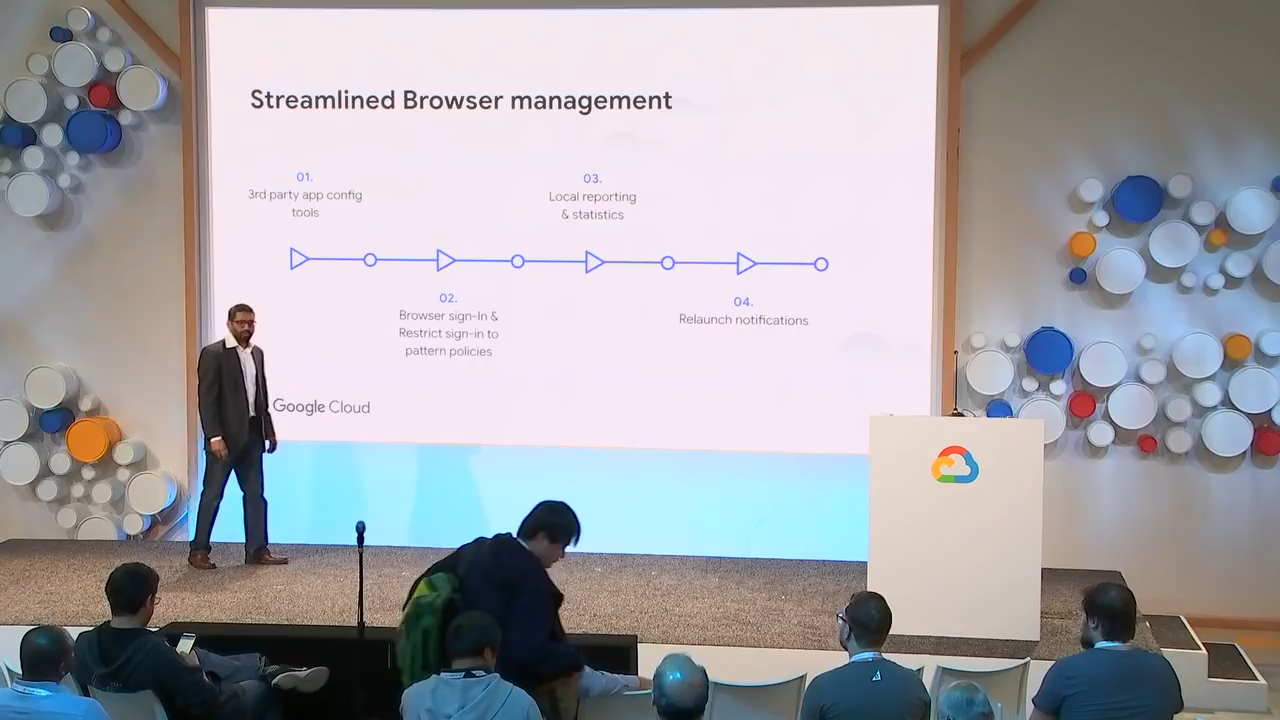 Streamlined Browser management
01.
3rd party app config
tools
02.
Browser sign-In &
Restrict sign-in to
pattern policies
03.
Local reporting
& statistics
04.
Relaunch notifications
Google Cloud